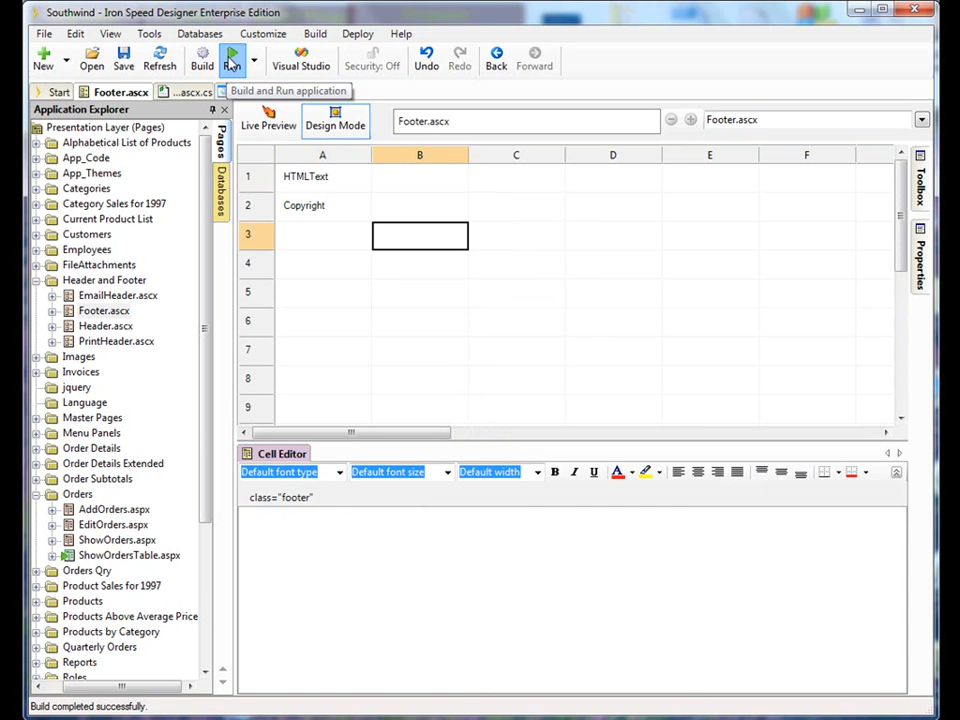 Southwind - Iron Speed Designer Enterprise Edition
File Edit View Tools Databases Customize Build Deploy Help
New Open Save Refresh Build Run Visual Studio Security: Off Undo Redo Back Forward
Start Footer.ascx ...ascx.cs
Build and Run application
Application Explorer
Live Preview Design Mode Footer.ascx Footer.ascx
Pages
Databases
Toolbox
Properties
Presentation Layer (Pages)
Alphabetical List of Products
App_Code
App_Themes
Categories
Category Sales for 1997
Current Product List
Customers
Employees
FileAttachments
Header and Footer
EmailHeader.ascx
Footer.ascx
Header.ascx
PrintHeader.ascx
Images
Invoices
jquery
Language
Master Pages
Menu Panels
Order Details
Order Details Extended
Order Subtotals
Orders
AddOrders.aspx
EditOrders.aspx
ShowOrders.aspx
ShowOrdersTable.aspx
Orders Qry
Product Sales for 1997
Products
Products Above Average Price
Products by Category
Quarterly Orders
Reports
Roles
A B C D E F
1 HTMLText
2 Copyright
3
4
5
6
7
8
9
Cell Editor
Default font type Default font size Default width B I U A
class="footer"
Build completed successfully.